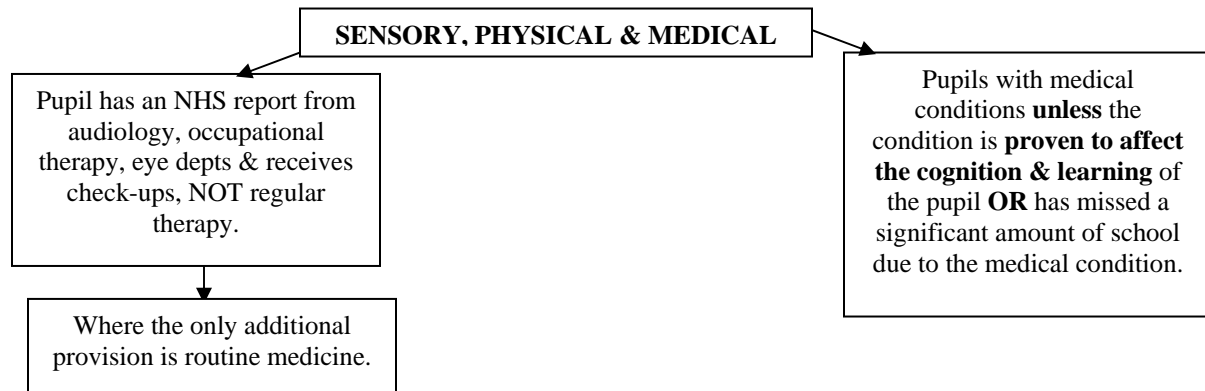 SENSORY, PHYSICAL & MEDICAL
Pupil has an NHS report from
audiology, occupational
therapy, eye depts & receives
check-ups, NOT regular
therapy.
Where the only additional
provision is routine medicine.
Pupils with medical
conditions unless the
condition is proven to affect
the cognition & learning of
the pupil OR has missed a
significant amount of school
due to the medical condition.